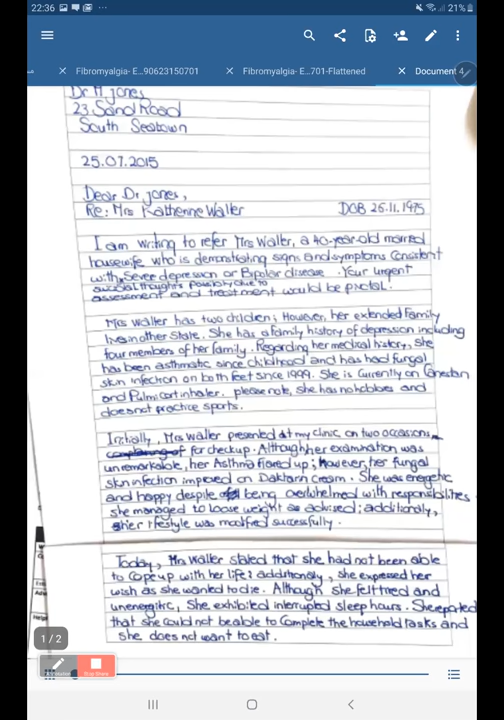 22:36
21%
Fibromyalgia- E...90623150701
Fibromyalgia- E...701-Flattened
Document 4
Dr M. Jones
23 Sand Road
South Seatown
25.07.2015
Dear Dr Jones,
Re: Mrs Katherine Waller DOB 26.11.1975
I am writing to refer Mrs Waller, a 40-year-old married
housewife who is demonstrating signs and symptoms consistent
with severe depression or Bipolar disease. Your urgent
suicidal thoughts possibly due to
assessment and treatment would be pivotal.
Mrs Waller has two children; However, her extended family
lives in other State. She has a family history of depression including
four members of her family. Regarding her medical history, she
has been asthmatic since childhood and has had fungal
skin infection on both feet since 1999. She is currently on Canestan
and Pulmicort inhaler. please note, she has no hobbies and
does not practice sports.
Initially, Mrs Waller presented at my clinic on two occasions
complaining of for checkup. Although her examination was
unremarkable, her Asthma flared up; however, her fungal
skin infection improved on Daktarin cream. She was energetic
and happy despite being overwhelmed with responsibilities
she managed to loose weight as advised; additionally,
her lifestyle was modified successfully.
Today, Mrs Waller stated that she had not been able
to cope up with her life; additionally, she expressed her
wish as she wanted to die. Although she felt tired and
unenergitic, She exhibited interrupted sleep hours. She reported
that she could not be able to complete the household tasks and
she does not want to eat.
1/2